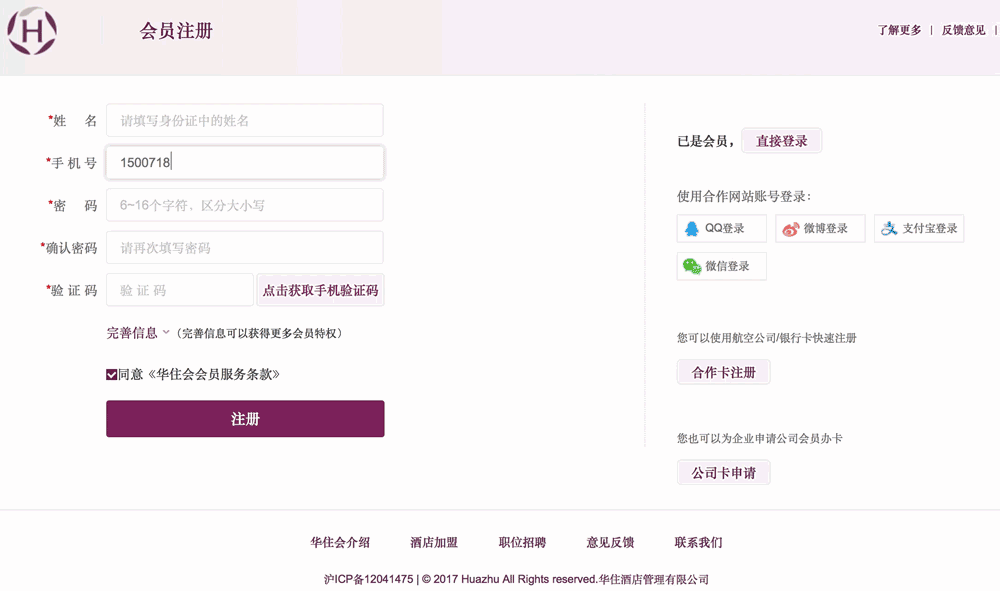 H
会员注册
了解更多 | 反馈意见 |
*姓 名 请填写身份证中的姓名
*手 机 号 1500718
*密 码 6~16个字符，区分大小写
*确认密码 请再次填写密码
*验 证 码 验 证 码 点击获取手机验证码
完善信息 （完善信息可以获得更多会员特权）
同意《华住会会员服务条款》
注册
已是会员， 直接登录
使用合作网站账号登录：
QQ登录 微博登录 支付宝登录
微信登录
您可以使用航空公司/银行卡快速注册
合作卡注册
您也可以为企业申请公司会员办卡
公司卡申请
华住会介绍 酒店加盟 职位招聘 意见反馈 联系我们
沪ICP备12041475 | © 2017 Huazhu All Rights reserved.华住酒店管理有限公司